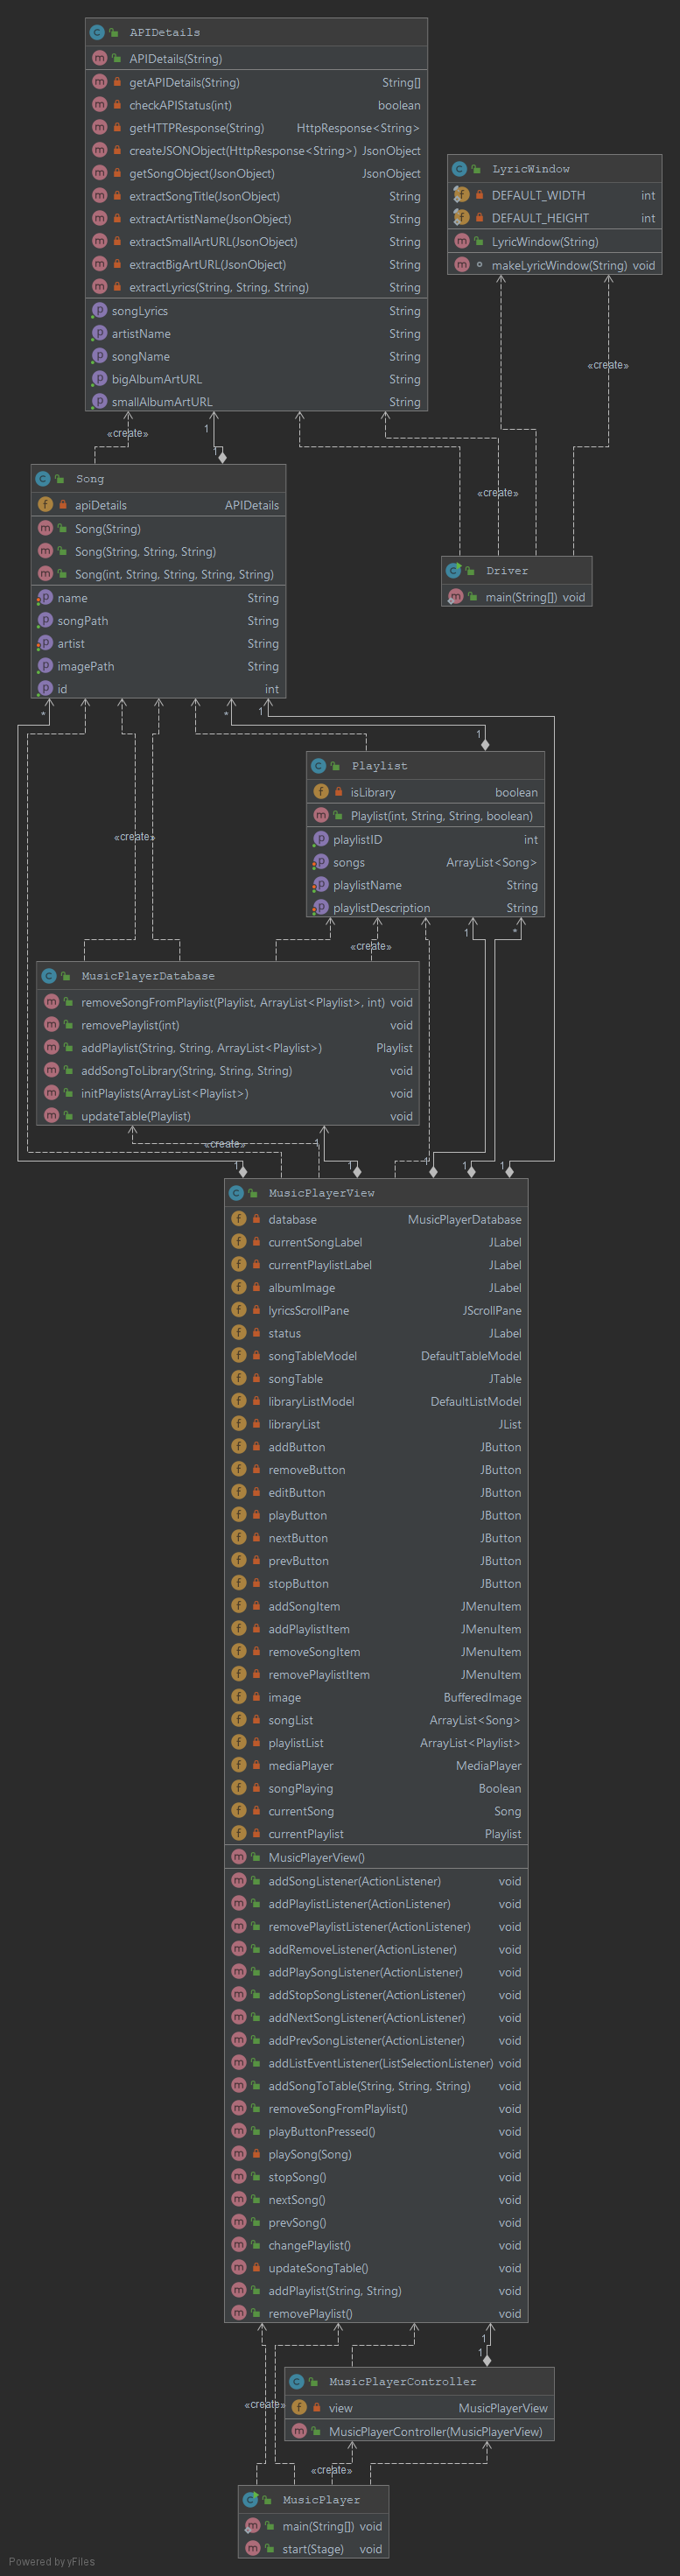 APIDetails
APIDetails(String)
getAPIDetails(String) String[]
checkAPIStatus(int) boolean
getHTTPResponse(String) HttpResponse<String>
createJSONObject(HttpResponse<String>) JsonObject
getSongObject(JsonObject) JsonObject
extractSongTitle(JsonObject) String
extractArtistName(JsonObject) String
extractSmallArtURL(JsonObject) String
extractBigArtURL(JsonObject) String
extractLyrics(String, String, String) String
songLyrics String
artistName String
songName String
bigAlbumArtURL String
smallAlbumArtURL String
LyricWindow
DEFAULT_WIDTH int
DEFAULT_HEIGHT int
LyricWindow(String)
makeLyricWindow(String) void
«create»
«create»
1
1
«create»
Song
apiDetails APIDetails
Song(String)
Song(String, String, String)
Song(int, String, String, String, String)
name String
songPath String
artist String
imagePath String
id int
Driver
main(String[]) void
*
*
1
1
Playlist
isLibrary boolean
Playlist(int, String, String, boolean)
playlistID int
songs ArrayList<Song>
playlistName String
playlistDescription String
«create»
1
*
«create»
MusicPlayerDatabase
removeSongFromPlaylist(Playlist, ArrayList<Playlist>, int) void
removePlaylist(int) void
addPlaylist(String, String, ArrayList<Playlist>) Playlist
addSongToLibrary(String, String, String) void
initPlaylists(ArrayList<Playlist>) void
updateTable(Playlist) void
«create»
1
1
1
1
1
1
MusicPlayerView
database MusicPlayerDatabase
currentSongLabel JLabel
currentPlaylistLabel JLabel
albumImage JLabel
lyricsScrollPane JScrollPane
status JLabel
songTableModel DefaultTableModel
songTable JTable
libraryListModel DefaultListModel
libraryList JList
addButton JButton
removeButton JButton
editButton JButton
playButton JButton
nextButton JButton
prevButton JButton
stopButton JButton
addSongItem JMenuItem
addPlaylistItem JMenuItem
removeSongItem JMenuItem
removePlaylistItem JMenuItem
image BufferedImage
songList ArrayList<Song>
playlistList ArrayList<Playlist>
mediaPlayer MediaPlayer
songPlaying Boolean
currentSong Song
currentPlaylist Playlist
MusicPlayerView()
addSongListener(ActionListener) void
addPlaylistListener(ActionListener) void
removePlaylistListener(ActionListener) void
addRemoveListener(ActionListener) void
addPlaySongListener(ActionListener) void
addStopSongListener(ActionListener) void
addNextSongListener(ActionListener) void
addPrevSongListener(ActionListener) void
addListEventListener(ListSelectionListener) void
addSongToTable(String, String, String) void
removeSongFromPlaylist() void
playButtonPressed() void
playSong(Song) void
stopSong() void
nextSong() void
prevSong() void
changePlaylist() void
updateSongTable() void
addPlaylist(String, String) void
removePlaylist() void
1
1
MusicPlayerController
view MusicPlayerView
MusicPlayerController(MusicPlayerView)
«create»
«create»
MusicPlayer
main(String[]) void
start(Stage) void
Powered by yFiles